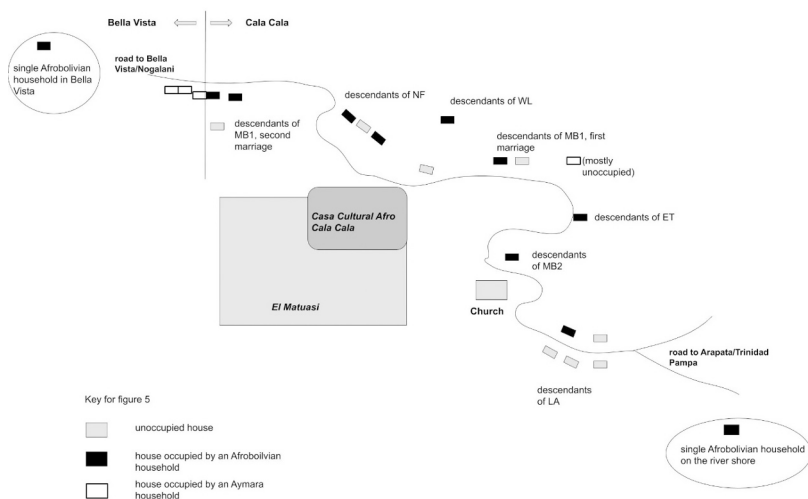 Bella Vista
Cala Cala
single Afrobolivian
household in Bella
Vista
road to Bella
Vista/Nogalani
descendants of
MB1, second
marriage
descendants of NF
descendants of WL
descendants of MB1, first
marriage
(mostly
unoccupied)
descendants of ET
Casa Cultural Afro
Cala Cala
El Matuasi
descendants
of MB2
Church
road to Arapata/Trinidad
Pampa
descendants
of LA
single Afrobolivian household
on the river shore
Key for figure 5
unoccupied house
house occupied by an Afroboilvian
household
house occupied by an Aymara
household